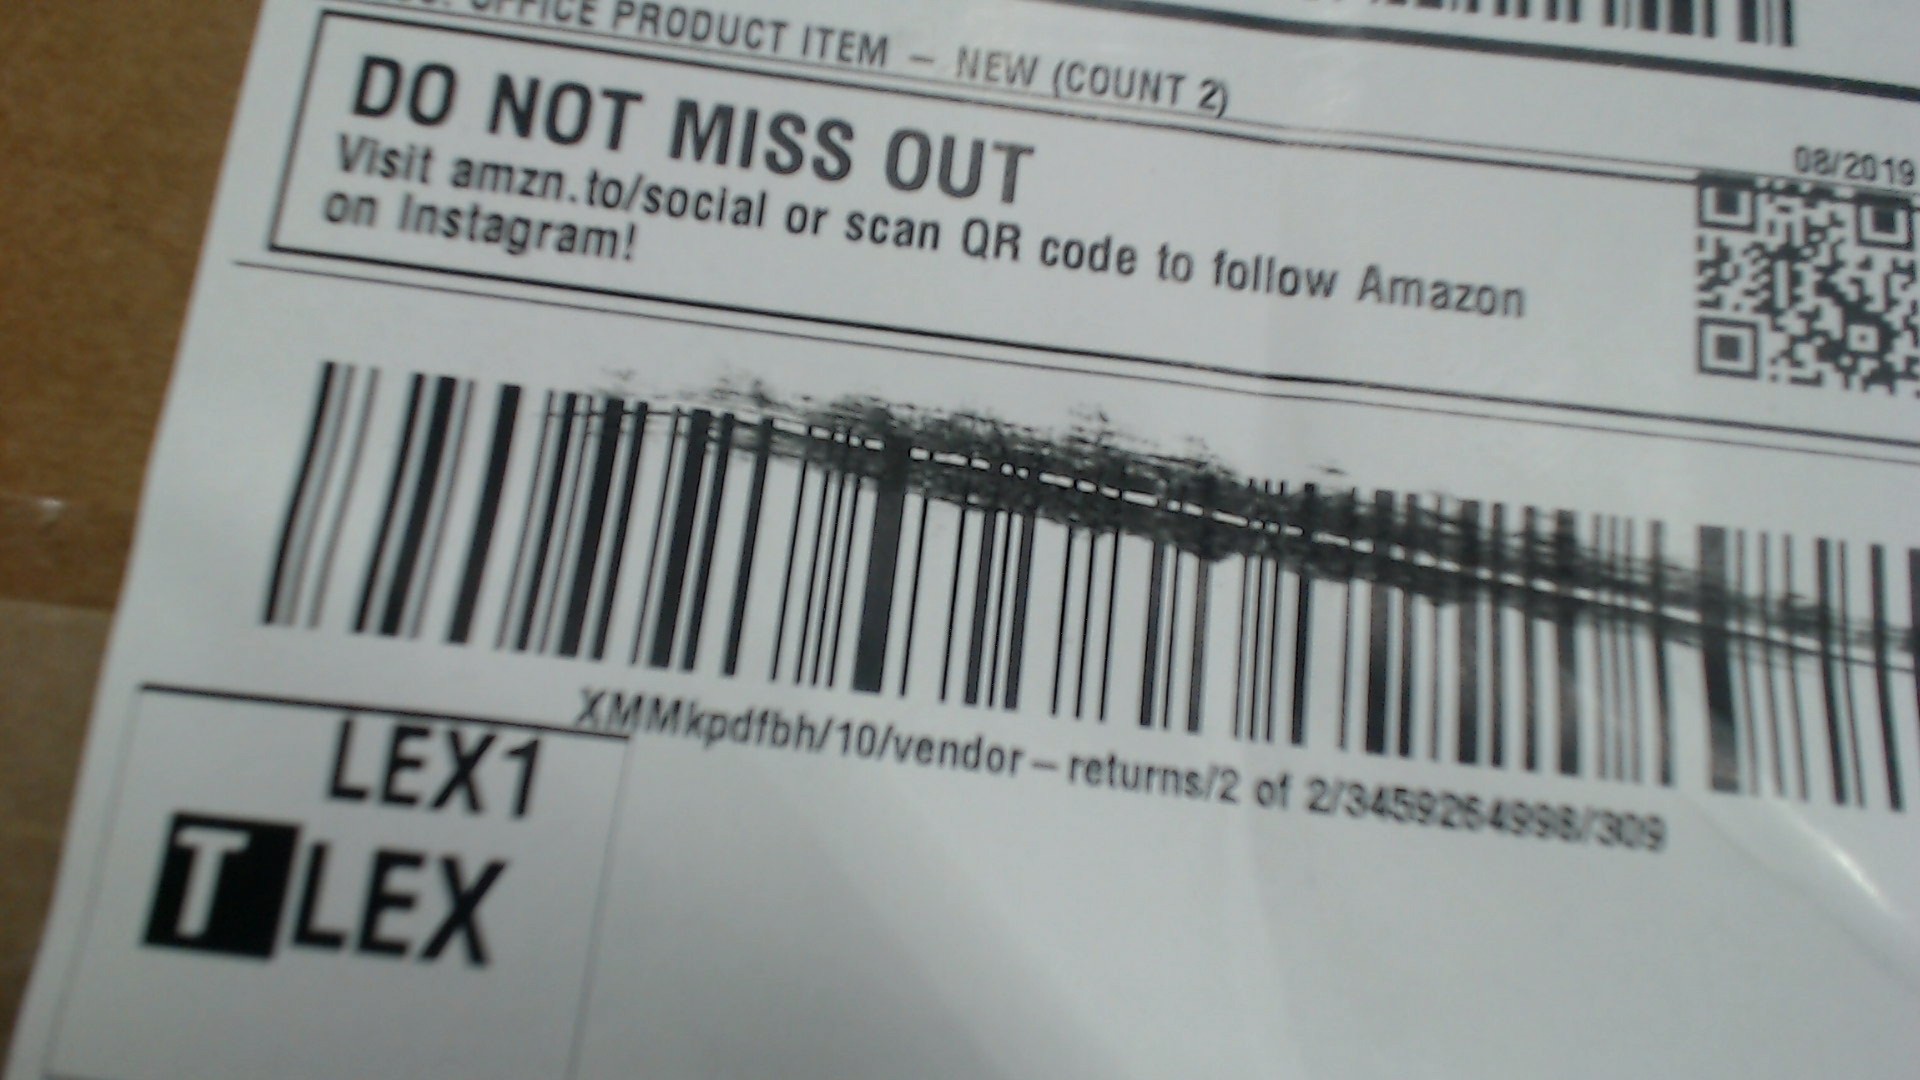 OFFICE PRODUCT ITEM – NEW (COUNT 2)
DO NOT MISS OUT
Visit amzn.to/social or scan QR code to follow Amazon
on Instagram!
08/2019
XMMkpdfbh/10/vendor–returns/2 of 2/3459264998/309
LEX1
T LEX